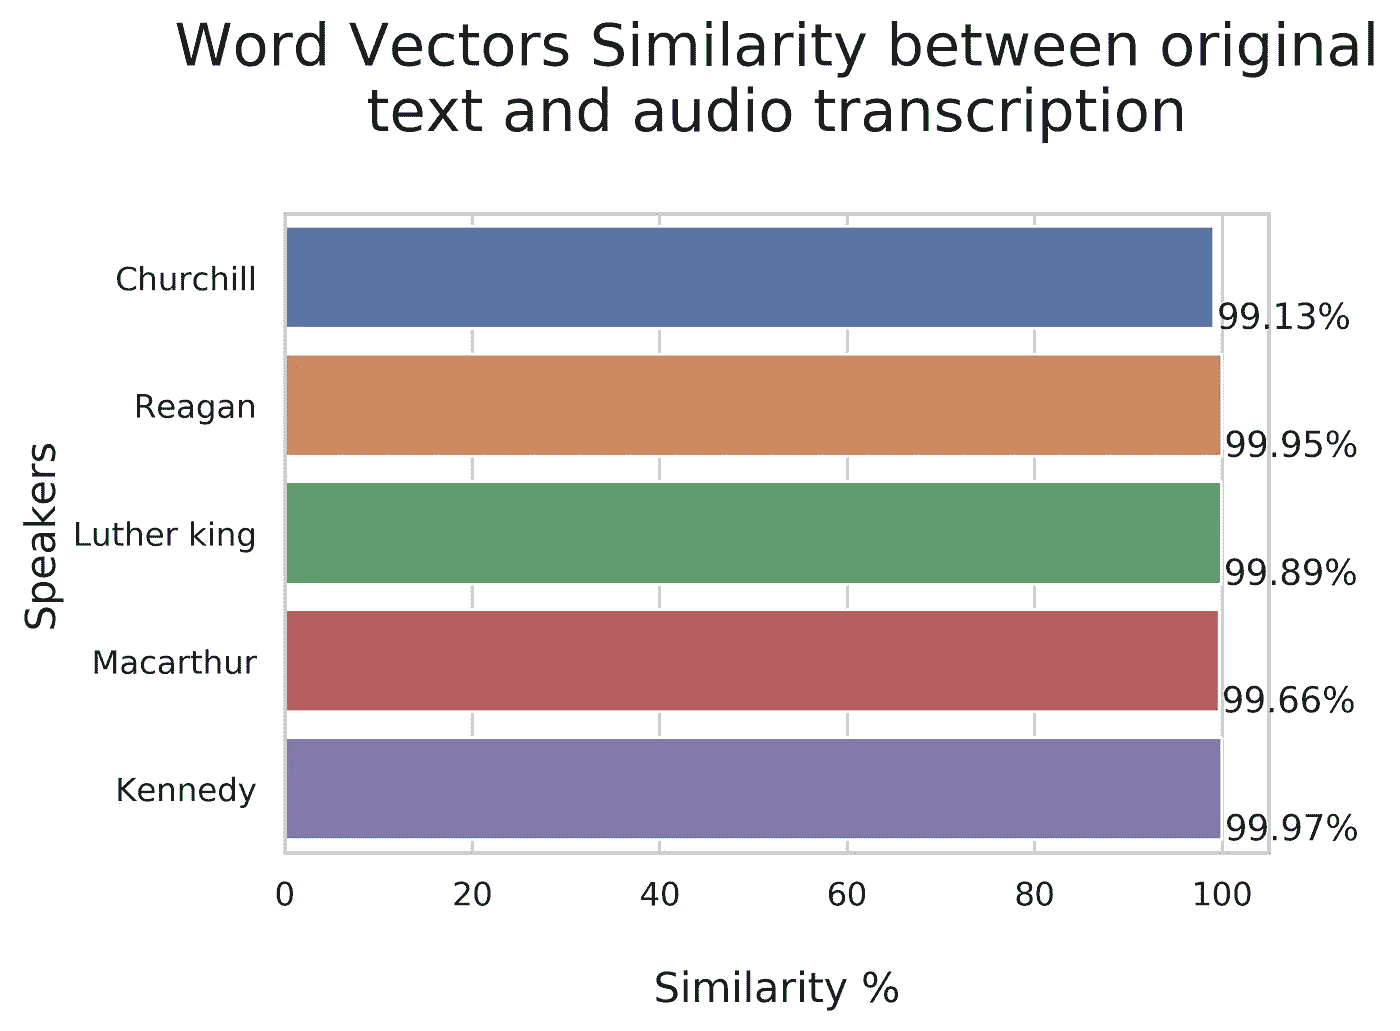 Word Vectors Similarity between original
text and audio transcription
Speakers
Churchill
99.13%
Reagan
99.95%
Luther king
99.89%
Macarthur
99.66%
Kennedy
99.97%
0 20 40 60 80 100
Similarity %